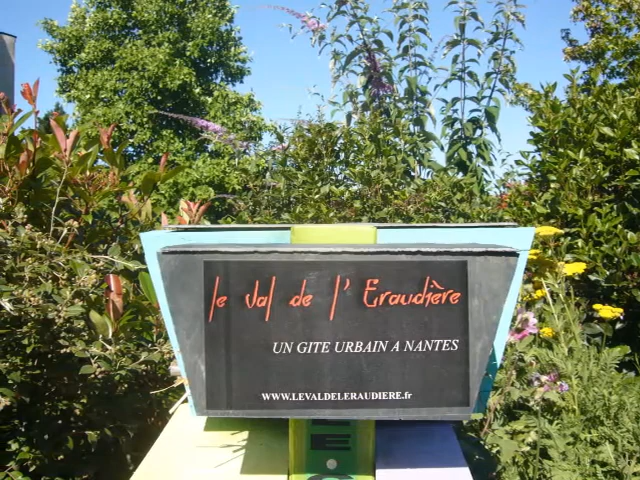 le Val de l'Eraudière
UN GITE URBAIN A NANTES
WWW.LEVALDELERAUDIERE.fr